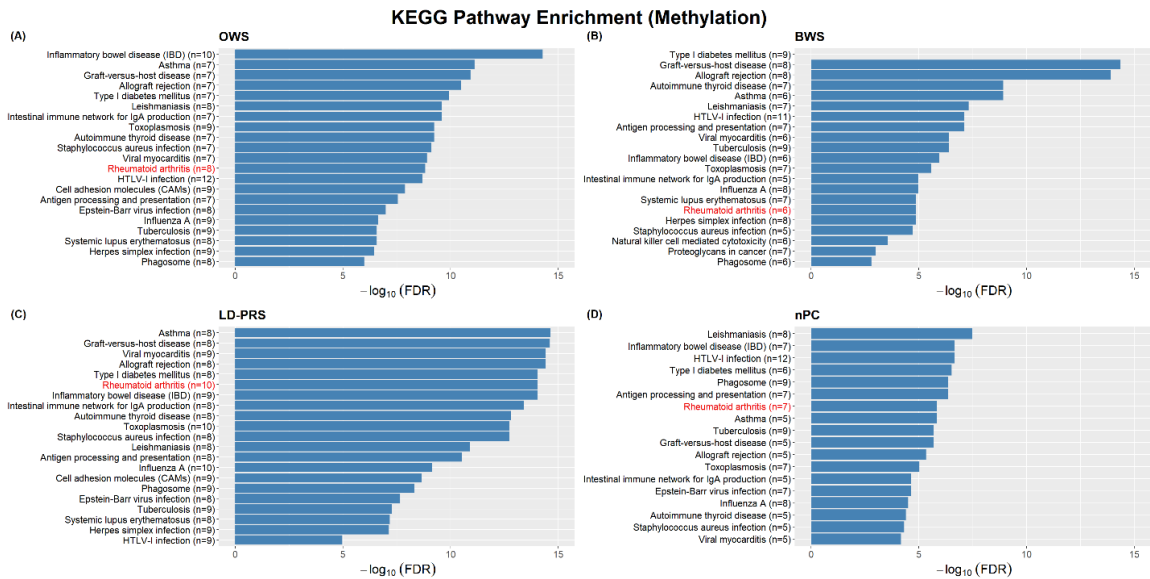 KEGG Pathway Enrichment (Methylation)
(A)
OWS
Inflammatory bowel disease (IBD) (n=10)
Asthma (n=7)
Graft-versus-host disease (n=7)
Allograft rejection (n=7)
Type I diabetes mellitus (n=7)
Leishmaniasis (n=8)
Intestinal immune network for IgA production (n=7)
Toxoplasmosis (n=9)
Autoimmune thyroid disease (n=7)
Staphylococcus aureus infection (n=7)
Viral myocarditis (n=7)
Rheumatoid arthritis (n=8)
HTLV-I infection (n=12)
Cell adhesion molecules (CAMs) (n=9)
Antigen processing and presentation (n=7)
Epstein-Barr virus infection (n=8)
Influenza A (n=9)
Tuberculosis (n=9)
Systemic lupus erythematosus (n=8)
Herpes simplex infection (n=9)
Phagosome (n=8)
0 5 10 15
−log10 (FDR)
(B)
BWS
Type I diabetes mellitus (n=9)
Graft-versus-host disease (n=8)
Allograft rejection (n=8)
Autoimmune thyroid disease (n=7)
Asthma (n=6)
Leishmaniasis (n=7)
HTLV-I infection (n=11)
Antigen processing and presentation (n=7)
Viral myocarditis (n=6)
Tuberculosis (n=9)
Inflammatory bowel disease (IBD) (n=6)
Toxoplasmosis (n=7)
Intestinal immune network for IgA production (n=5)
Influenza A (n=8)
Systemic lupus erythematosus (n=7)
Rheumatoid arthritis (n=6)
Herpes simplex infection (n=8)
Staphylococcus aureus infection (n=5)
Natural killer cell mediated cytotoxicity (n=6)
Proteoglycans in cancer (n=7)
Phagosome (n=6)
0 5 10 15
−log10 (FDR)
(C)
LD-PRS
Asthma (n=8)
Graft-versus-host disease (n=8)
Viral myocarditis (n=9)
Allograft rejection (n=8)
Type I diabetes mellitus (n=8)
Rheumatoid arthritis (n=10)
Inflammatory bowel disease (IBD) (n=9)
Intestinal immune network for IgA production (n=8)
Autoimmune thyroid disease (n=8)
Toxoplasmosis (n=10)
Staphylococcus aureus infection (n=8)
Leishmaniasis (n=8)
Antigen processing and presentation (n=8)
Influenza A (n=10)
Cell adhesion molecules (CAMs) (n=9)
Phagosome (n=9)
Epstein-Barr virus infection (n=8)
Tuberculosis (n=9)
Systemic lupus erythematosus (n=8)
Herpes simplex infection (n=9)
HTLV-I infection (n=9)
0 5 10 15
−log10 (FDR)
(D)
nPC
Leishmaniasis (n=8)
Inflammatory bowel disease (IBD) (n=7)
HTLV-I infection (n=12)
Type I diabetes mellitus (n=6)
Phagosome (n=9)
Antigen processing and presentation (n=7)
Rheumatoid arthritis (n=7)
Asthma (n=5)
Tuberculosis (n=9)
Graft-versus-host disease (n=5)
Allograft rejection (n=5)
Toxoplasmosis (n=7)
Intestinal immune network for IgA production (n=5)
Epstein-Barr virus infection (n=7)
Influenza A (n=8)
Autoimmune thyroid disease (n=5)
Staphylococcus aureus infection (n=5)
Viral myocarditis (n=5)
0 5 10 15
−log10 (FDR)